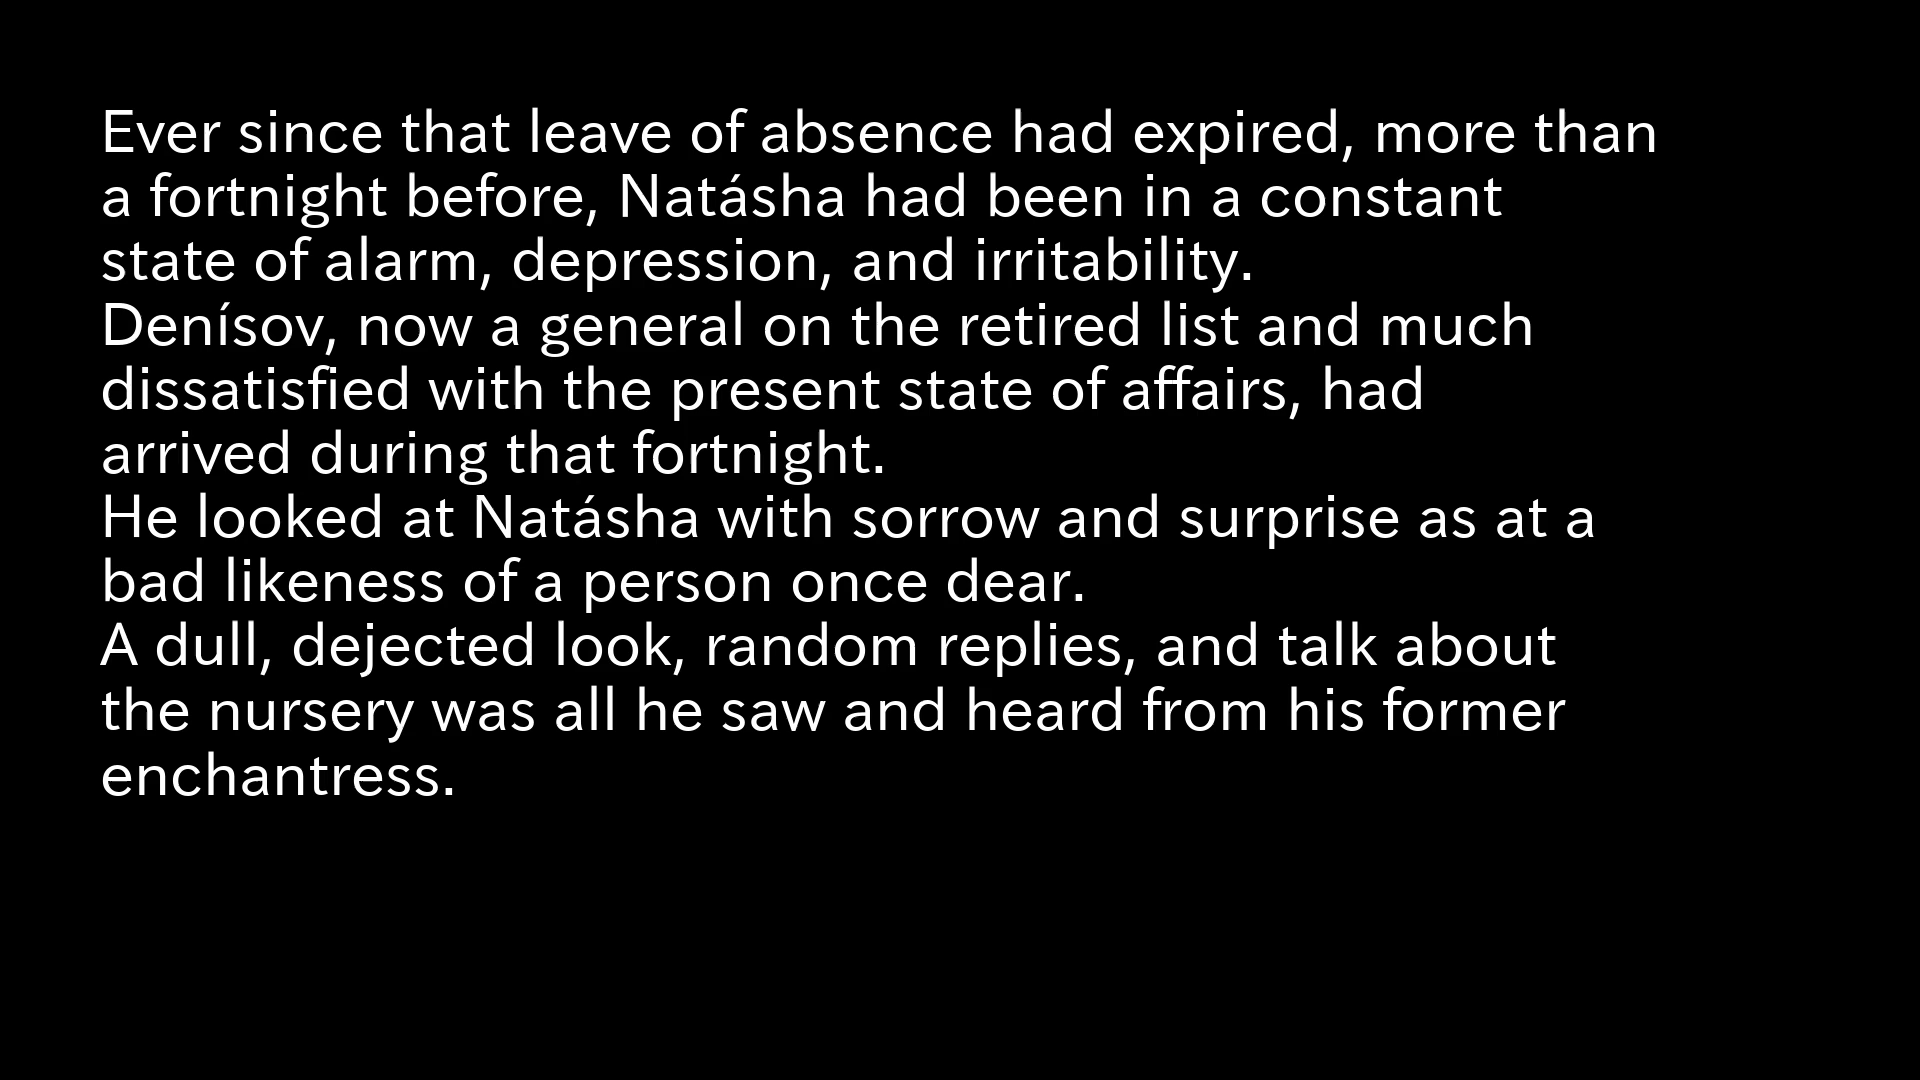 Ever since that leave of absence had expired, more than
a fortnight before, Natásha had been in a constant
state of alarm, depression, and irritability.
Denísov, now a general on the retired list and much
dissatisfied with the present state of affairs, had
arrived during that fortnight.
He looked at Natásha with sorrow and surprise as at a
bad likeness of a person once dear.
A dull, dejected look, random replies, and talk about
the nursery was all he saw and heard from his former
enchantress.